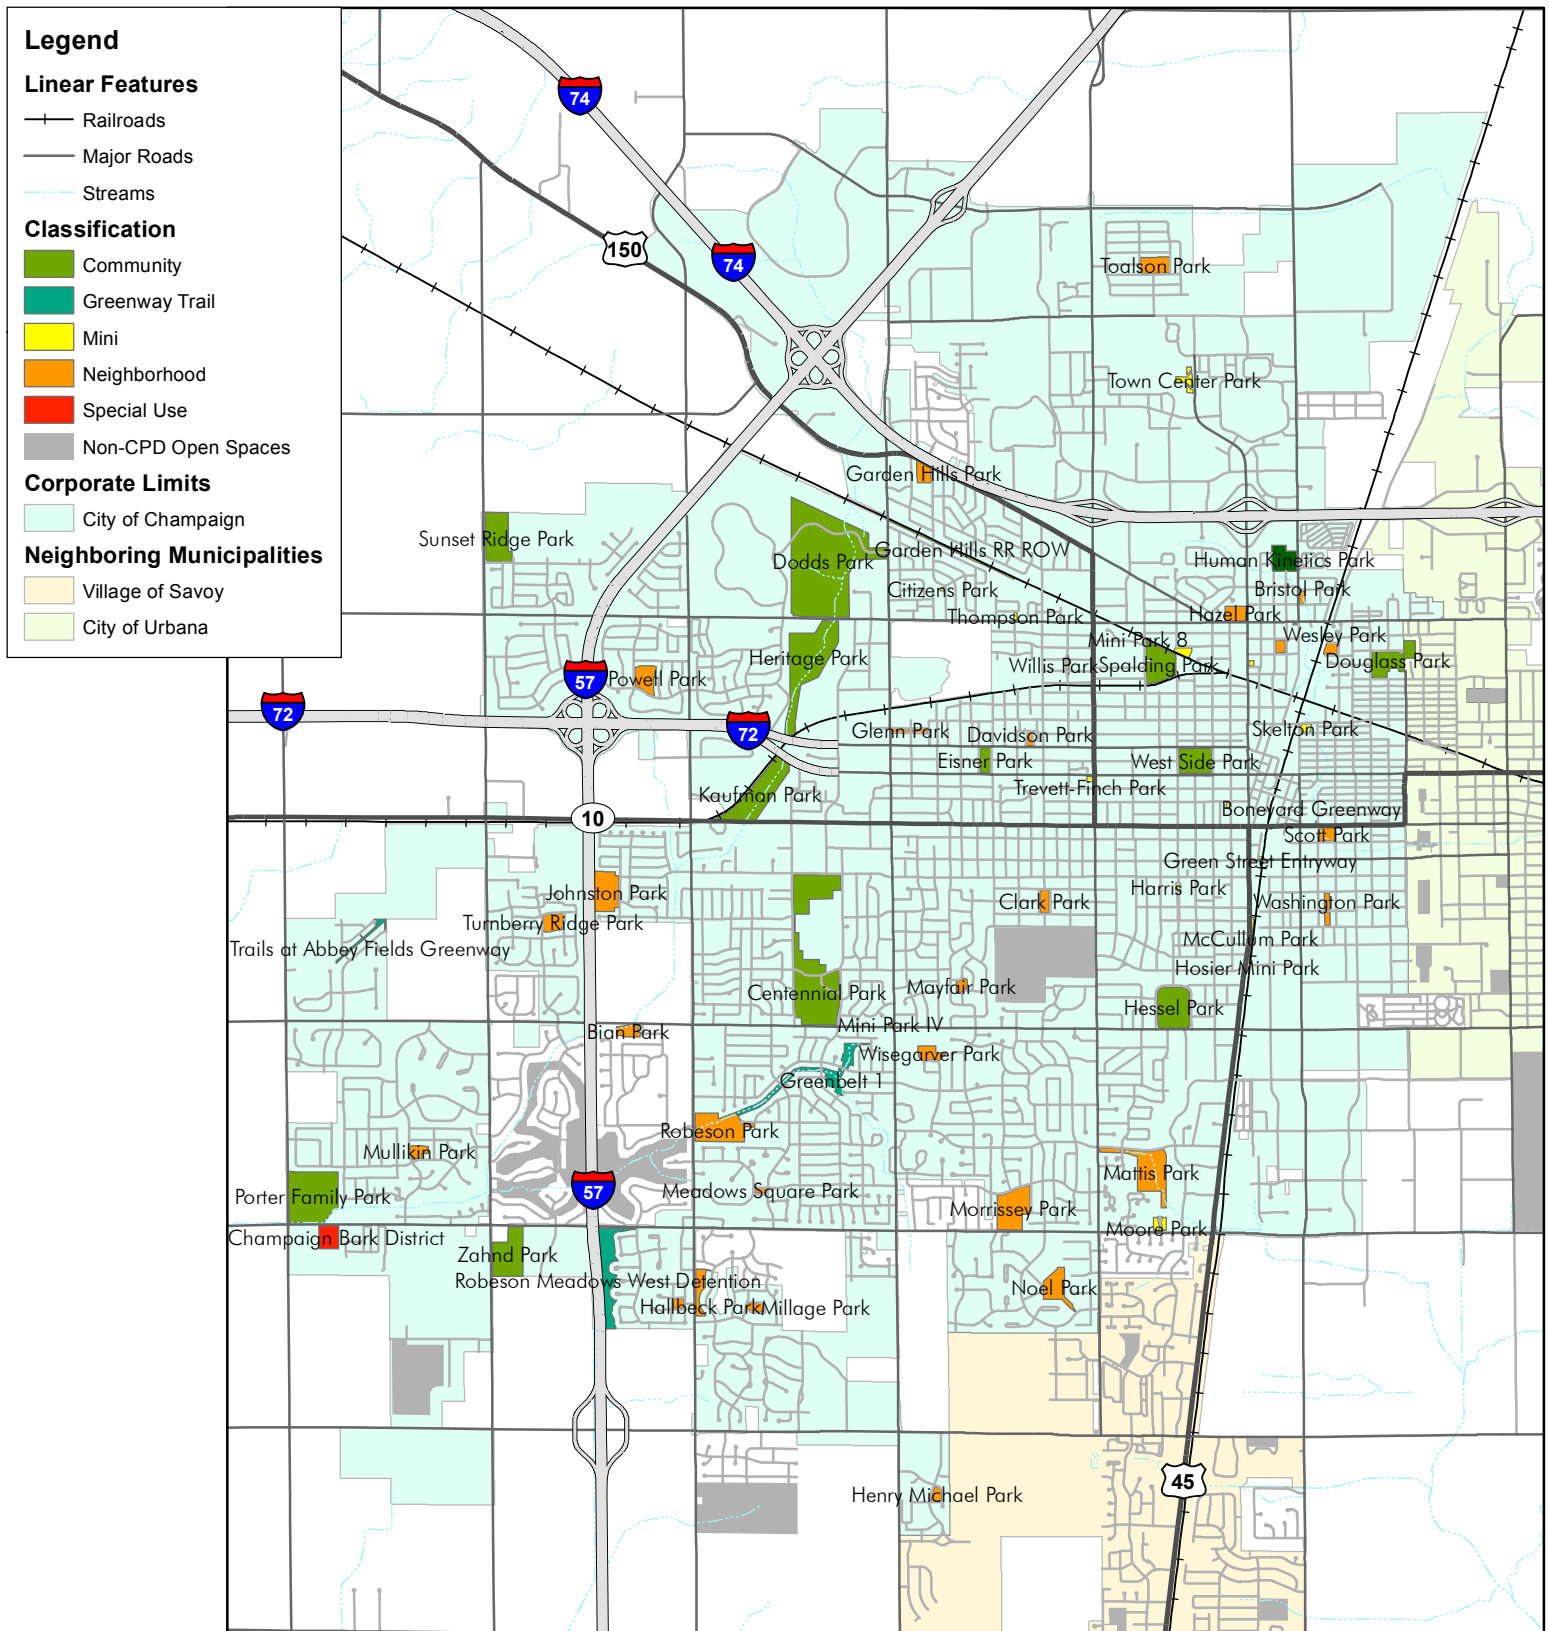 Legend
Linear Features
Railroads
Major Roads
Streams
Classification
Community
Greenway Trail
Mini
Neighborhood
Special Use
Non-CPD Open Spaces
Corporate Limits
City of Champaign
Neighboring Municipalities
Village of Savoy
City of Urbana
74
150
74
Toalson Park
Town Center Park
Garden Hills Park
Sunset Ridge Park
Dodds Park
Garden Hills RR ROW
Human Kinetics Park
Citizens Park
Bristol Park
Thompson Park
Hazel Park
Mini Park 8
Wesley Park
Heritage Park
Willis Park
Spalding Park
Douglass Park
57
Powell Park
72
72
Glenn Park
Davidson Park
Skelton Park
Eisner Park
West Side Park
Trevett-Finch Park
Kaufman Park
Boneyard Greenway
10
Scott Park
Green Street Entryway
Johnston Park
Harris Park
Clark Park
Washington Park
Turnberry Ridge Park
Trails at Abbey Fields Greenway
McCullum Park
Hosier Mini Park
Centennial Park
Mayfair Park
Hessel Park
Mini Park IV
Bian Park
Wisegarver Park
Greenbelt 1
Robeson Park
Mullikin Park
Mattis Park
Porter Family Park
57
Meadows Square Park
Morrissey Park
Moore Park
Champaign Bark District
Zahnd Park
Robeson Meadows West Detention
Noel Park
Hallbeck Park
Millage Park
45
Henry Michael Park